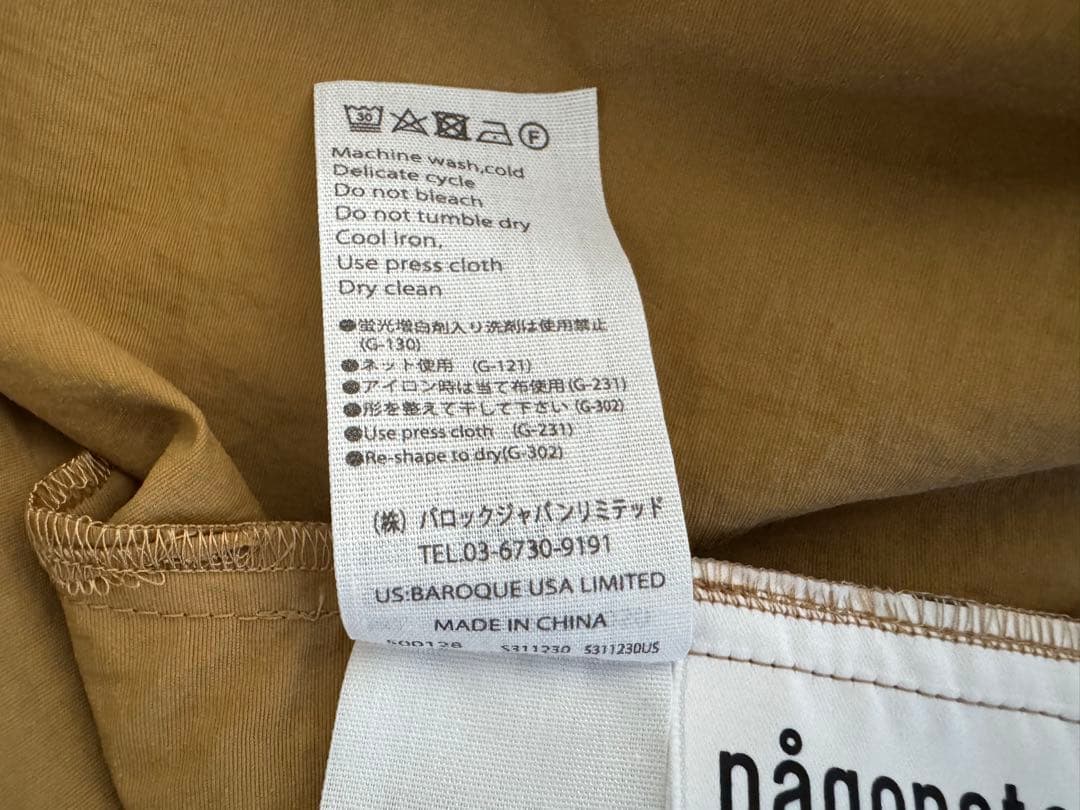 30 F
Machine wash,cold
Delicate cycle
Do not bleach
Do not tumble dry
Cool iron,
Use press cloth
Dry clean
●蛍光増白剤入り洗剤は使用禁止
(G-130)
●ネット使用 (G-121)
●アイロン時は当て布使用(G-231)
●形を整えて干して下さい (G-302)
●Use press cloth (G-231)
●Re-shape to dry(G-302)
(株) バロックジャパンリミテッド
TEL.03-6730-9191
US:BAROQUE USA LIMITED
MADE IN CHINA
500128 S311230 S311230US